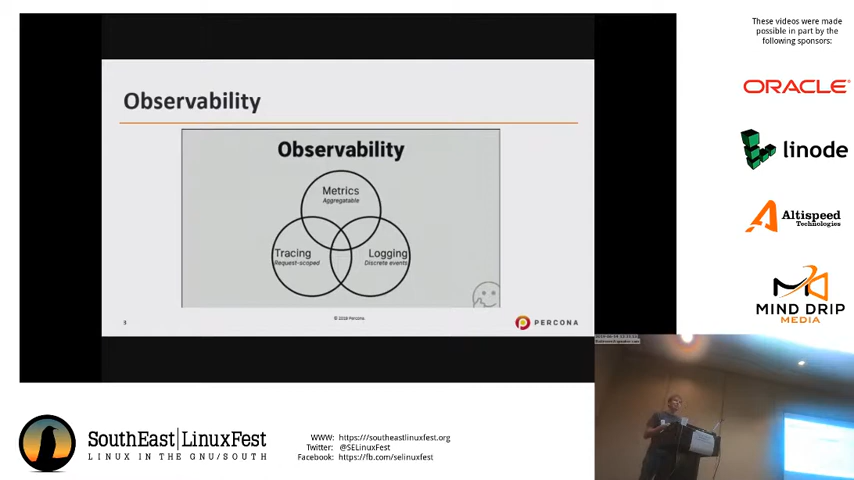 These videos were made
possible in part by the
following sponsors:
ORACLE
linode
Altispeed
Technologies
MIND DRIP
MEDIA
Observability
Observability
Metrics
Aggregatable
Tracing
Request-scoped
Logging
Discrete events
3
PERCONA
SouthEast|LinuxFest
LINUX IN THE GNU/SOUTH
WWW: https://southeastlinuxfest.org
Twitter: @SELinuxFest
Facebook: https://fb.com/selinuxfest